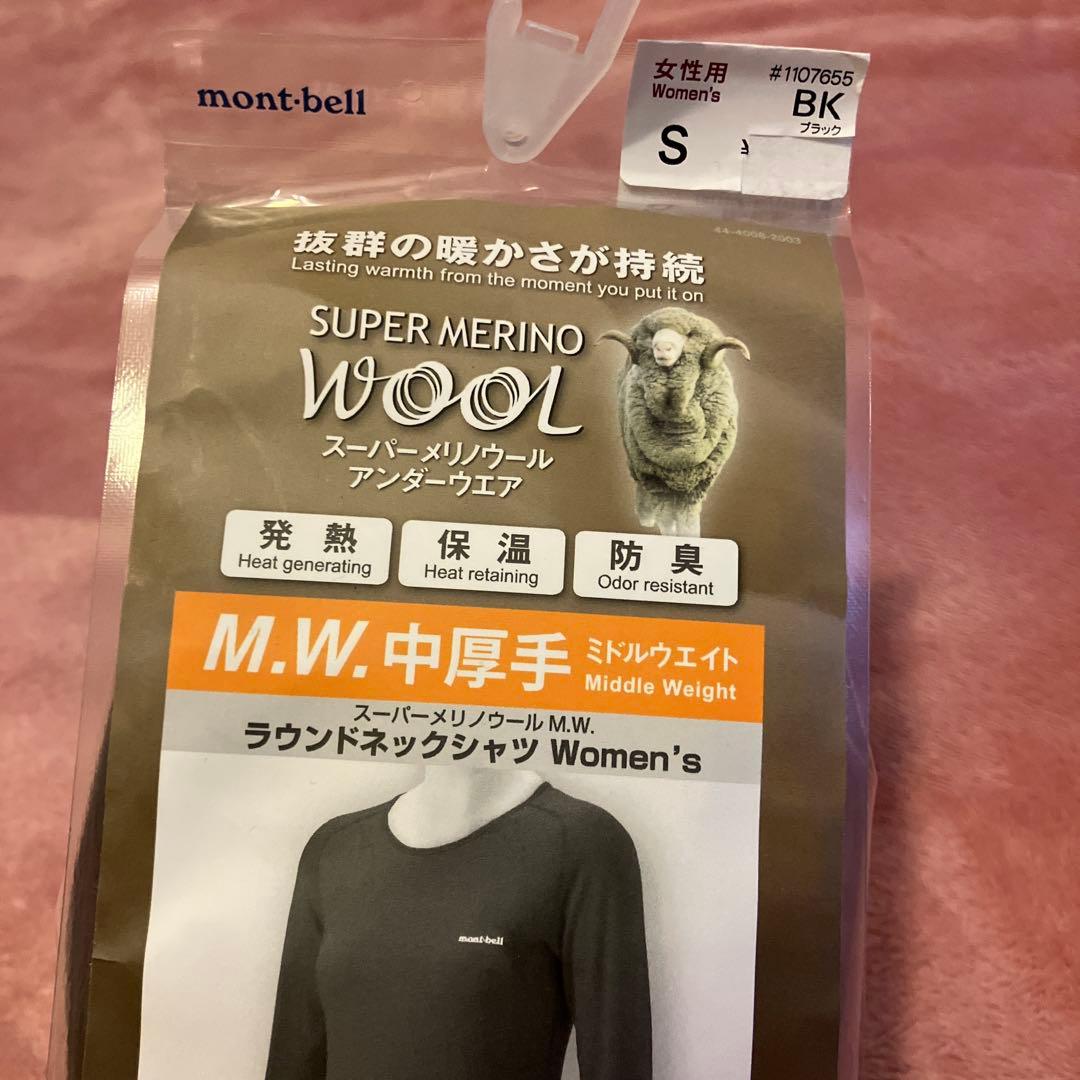 mont-bell
女性用
Women's
S
#1107655
BK
ブラック
¥
44-4008-2503
抜群の暖かさが持続
Lasting warmth from the moment you put it on
SUPER MERINO
WOOL
スーパーメリノウール
アンダーウエア
発熱
Heat generating
保温
Heat retaining
防臭
Odor resistant
M.W. 中厚手 ミドルウエイト
Middle Weight
スーパーメリノウール M.W.
ラウンドネックシャツ Women's
mont-bell